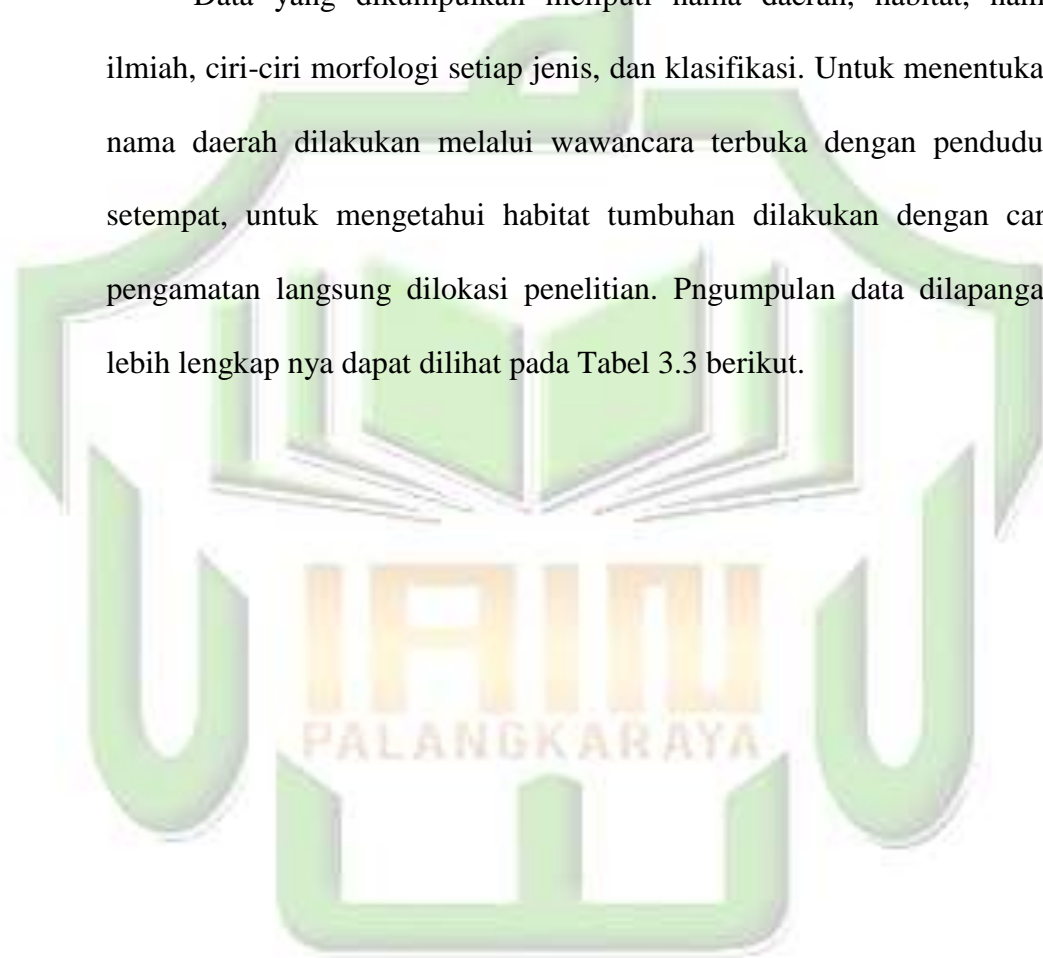 Data yang dikumpulkan meliputi nama daerah, habitat, nam
ilmiah, ciri-ciri morfologi setiap jenis, dan klasifikasi. Untuk menentuka
nama daerah dilakukan melalui wawancara terbuka dengan pendudu
setempat, untuk mengetahui habitat tumbuhan dilakukan dengan car
pengamatan langsung dilokasi penelitian. Pngumpulan data dilapanga
lebih lengkap nya dapat dilihat pada Tabel 3.3 berikut.
IAIN
PALANGKARAYA